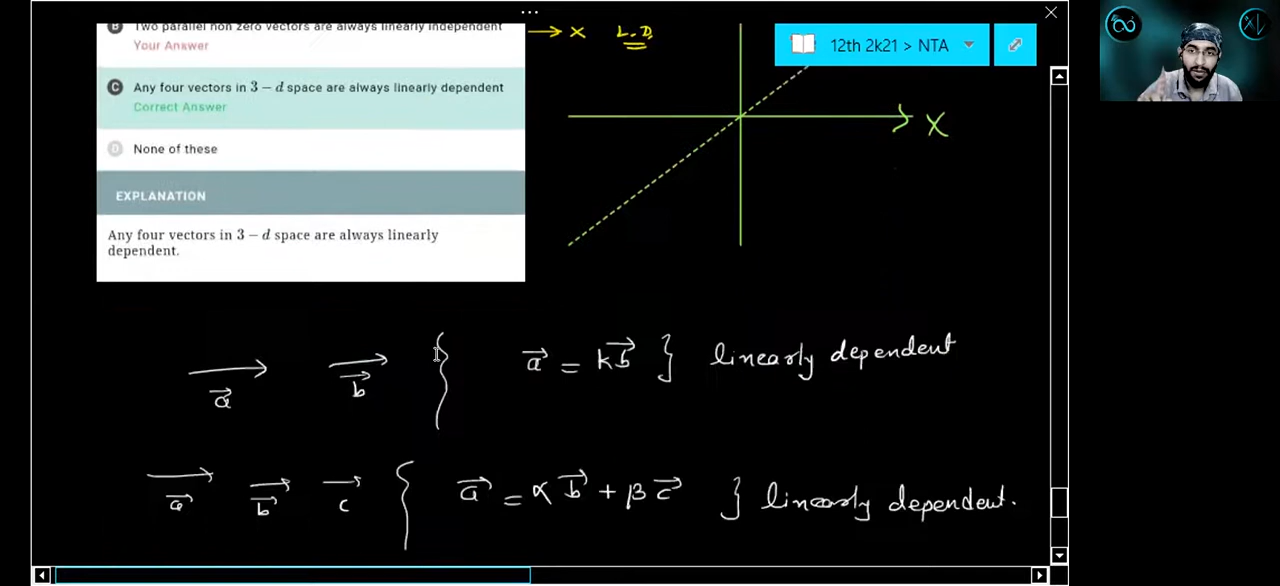 B Two parallel non zero vectors are always linearly independent
Your Answer
→ X L.D.
12th 2k21 > NTA
C Any four vectors in 3 − d space are always linearly dependent
Correct Answer
X
D None of these
EXPLANATION
Any four vectors in 3 − d space are always linearly
dependent.
a⃗ b⃗ { a⃗ = kb⃗ } linearly dependent
a⃗ b⃗ c { a⃗ = αb⃗ + βc⃗ } linearly dependent.